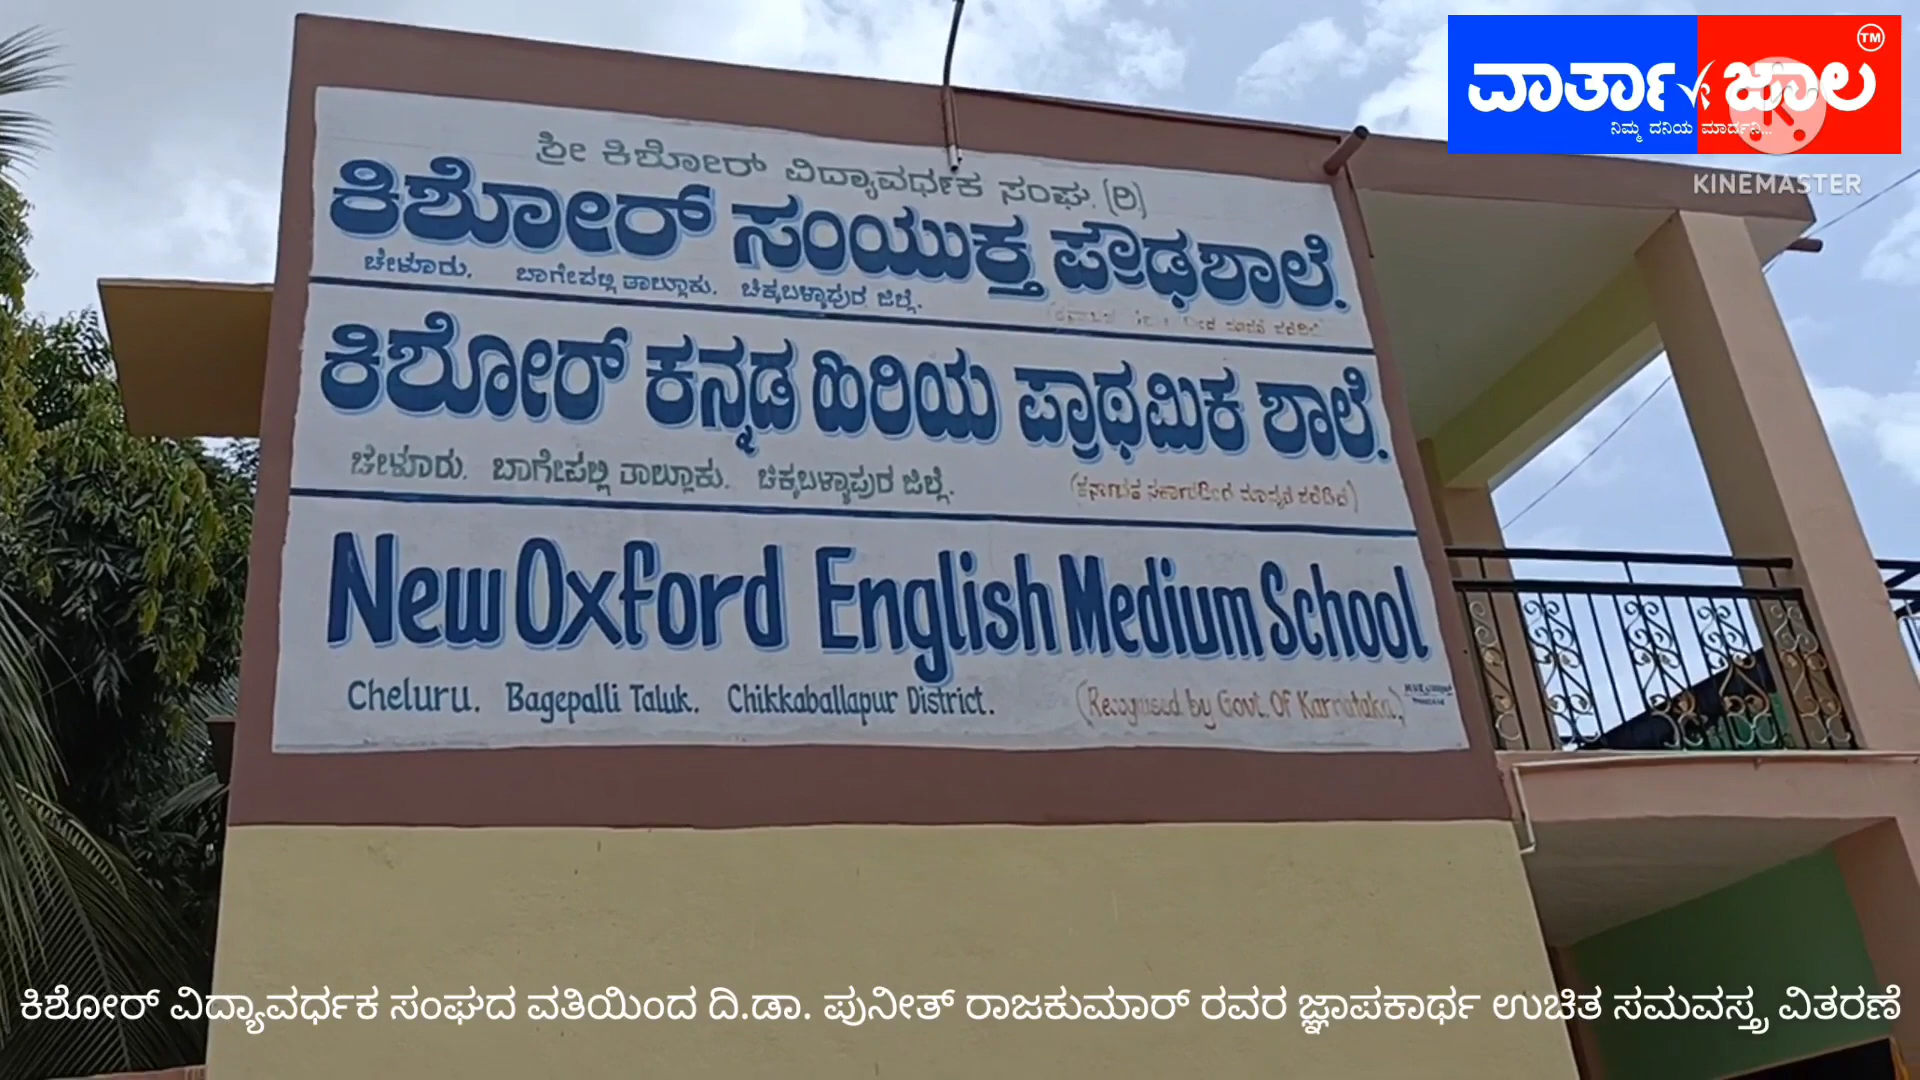 ವಾರ್ತಾ ಜಾಲ
TM
ನಿಮ್ಮ ದನಿಯ ಮಾರ್ದನಿ...
KINEMASTER
ಶ್ರೀ ಕಿಶೋರ್ ವಿದ್ಯಾವರ್ಧಕ ಸಂಘ. (ರಿ)
ಕಿಶೋರ್ ಸಂಯುಕ್ತ ಪ್ರೌಢಶಾಲೆ.
ಚೇಳೂರು. ಬಾಗೇಪಲ್ಲಿ ತಾಲ್ಲೂಕು. ಚಿಕ್ಕಬಳ್ಳಾಪುರ ಜಿಲ್ಲೆ.
ಕಿಶೋರ್ ಕನ್ನಡ ಹಿರಿಯ ಪ್ರಾಥಮಿಕ ಶಾಲೆ.
ಚೇಳೂರು. ಬಾಗೇಪಲ್ಲಿ ತಾಲ್ಲೂಕು. ಚಿಕ್ಕಬಳ್ಳಾಪುರ ಜಿಲ್ಲೆ.
(ಕರ್ನಾಟಕ ಸರ್ಕಾರದಿಂದ ಮಾನ್ಯತೆ ಪಡೆದಿದೆ)
New Oxford English Medium School
Cheluru. Bagepalli Taluk. Chikkaballapur District. (Recognised by Govt. Of Karnataka.)
ಕಿಶೋರ್ ವಿದ್ಯಾವರ್ಧಕ ಸಂಘದ ವತಿಯಿಂದ ದಿ.ಡಾ. ಪುನೀತ್ ರಾಜಕುಮಾರ್ ರವರ ಜ್ಞಾಪಕಾರ್ಥ ಉಚಿತ ಸಮವಸ್ತ್ರ ವಿತರಣೆ